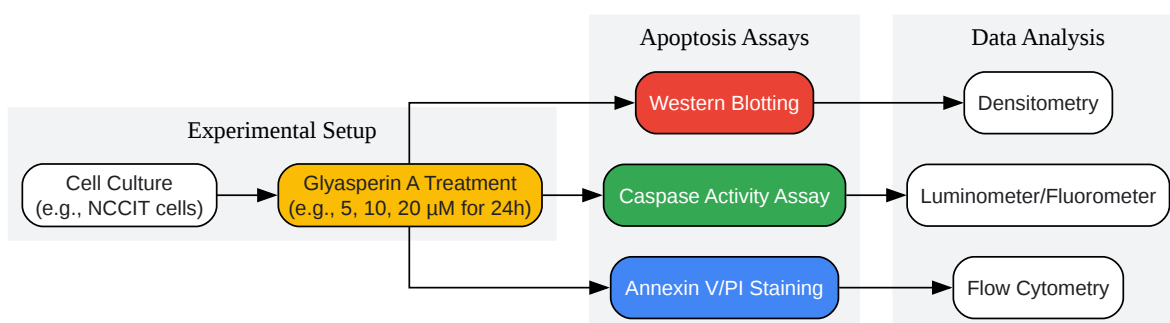 Experimental Setup
Cell Culture
(e.g., NCCIT cells)
Glyasperin A Treatment
(e.g., 5, 10, 20 µM for 24h)
Apoptosis Assays
Western Blotting
Caspase Activity Assay
Annexin V/PI Staining
Data Analysis
Densitometry
Luminometer/Fluorometer
Flow Cytometry